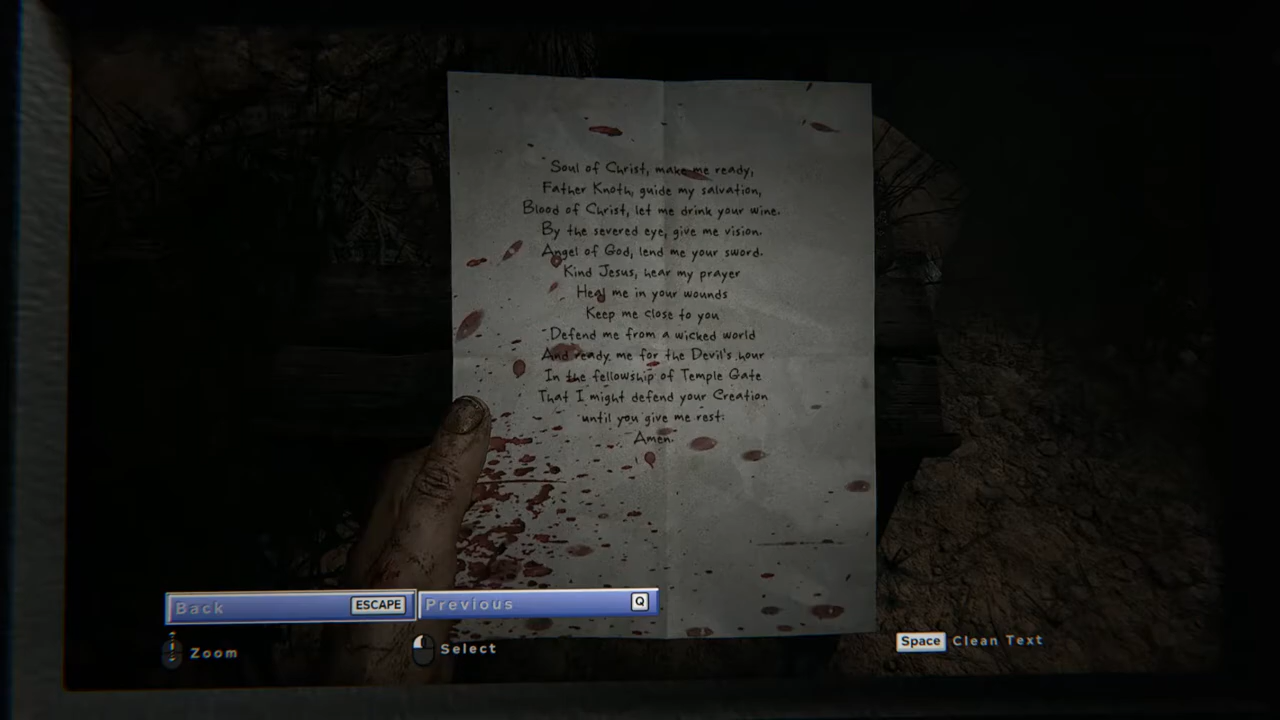 Soul of Christ, make me ready,
Father Knoth, guide my salvation,
Blood of Christ, let me drink your wine.
By the severed eye, give me vision.
Angel of God, lend me your sword.
Kind Jesus, hear my prayer
Heal me in your wounds
Keep me close to you
Defend me from a wicked world
And ready me for the Devil's hour
In the fellowship of Temple Gate
That I might defend your Creation
until you give me rest.
Amen.
Back ESCAPE Previous Q
Zoom Select Space Clean Text